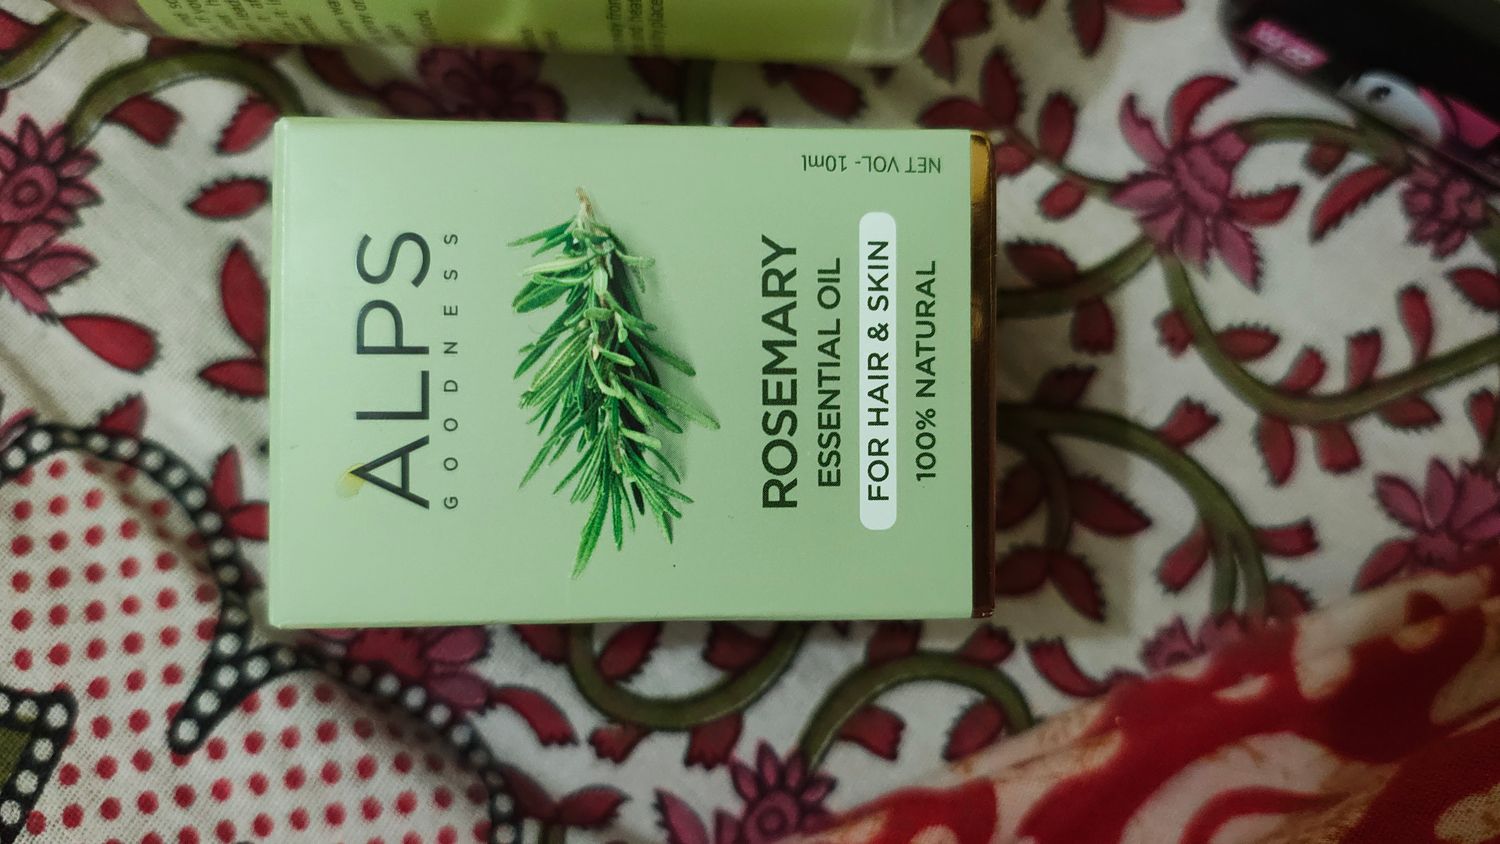 ALPS
GOODNESS
ROSEMARY
ESSENTIAL OIL
FOR HAIR & SKIN
100% NATURAL
NET VOL- 10ml